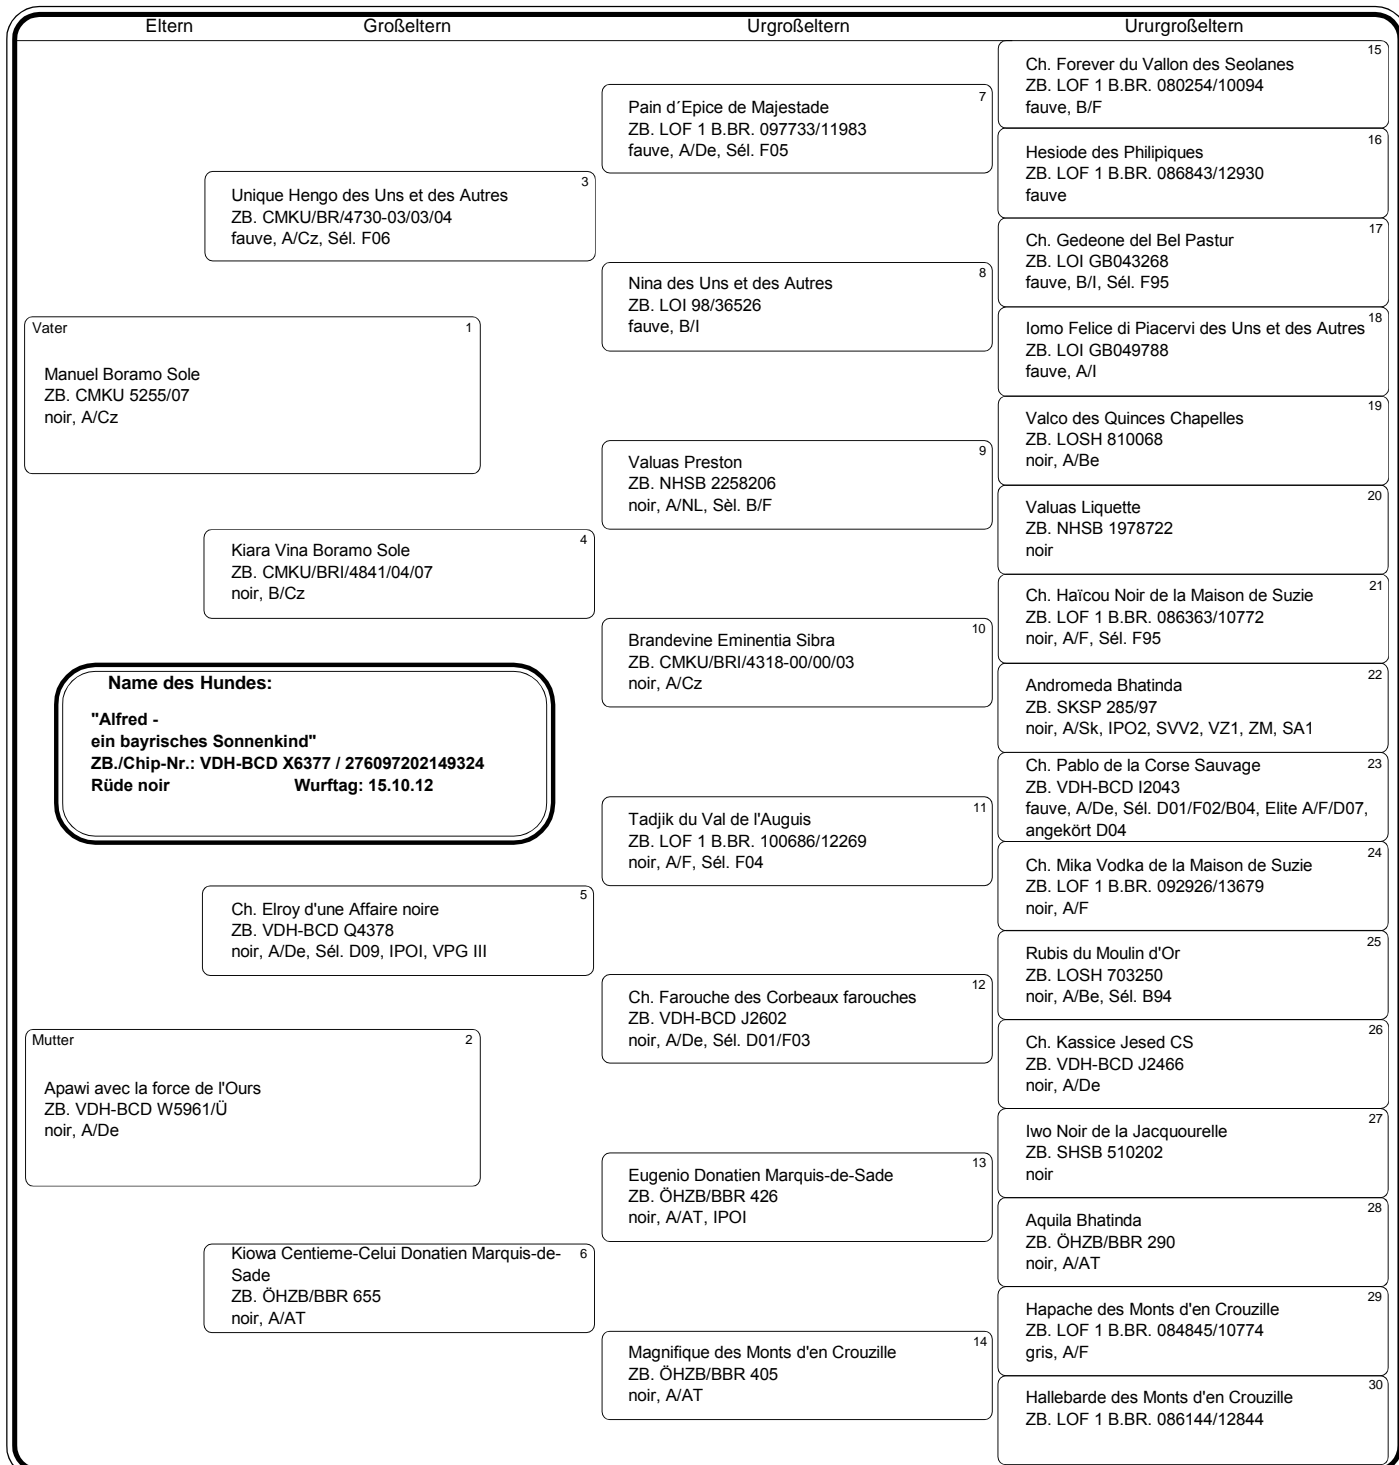 Eltern Großeltern Urgroßeltern Ururgroßeltern
Vater 1
Manuel Boramo Sole
ZB. CMKU 5255/07
noir, A/Cz
Name des Hundes:
"Alfred -
ein bayrisches Sonnenkind"
ZB./Chip-Nr.: VDH-BCD X6377 / 276097202149324
Rüde noir Wurftag: 15.10.12
Mutter 2
Apawi avec la force de l'Ours
ZB. VDH-BCD W5961/Ü
noir, A/De
3
Unique Hengo des Uns et des Autres
ZB. CMKU/BR/4730-03/03/04
fauve, A/Cz, Sél. F06
4
Kiara Vina Boramo Sole
ZB. CMKU/BRI/4841/04/07
noir, B/Cz
5
Ch. Elroy d'une Affaire noire
ZB. VDH-BCD Q4378
noir, A/De, Sél. D09, IPOI, VPG III
Kiowa Centieme-Celui Donatien Marquis-de- 6
Sade
ZB. ÖHZB/BBR 655
noir, A/AT
7
Pain d´Epice de Majestade
ZB. LOF 1 B.BR. 097733/11983
fauve, A/De, Sél. F05
8
Nina des Uns et des Autres
ZB. LOI 98/36526
fauve, B/I
9
Valuas Preston
ZB. NHSB 2258206
noir, A/NL, Sèl. B/F
10
Brandevine Eminentia Sibra
ZB. CMKU/BRI/4318-00/00/03
noir, A/Cz
11
Tadjik du Val de l'Auguis
ZB. LOF 1 B.BR. 100686/12269
noir, A/F, Sél. F04
12
Ch. Farouche des Corbeaux farouches
ZB. VDH-BCD J2602
noir, A/De, Sél. D01/F03
13
Eugenio Donatien Marquis-de-Sade
ZB. ÖHZB/BBR 426
noir, A/AT, IPOI
14
Magnifique des Monts d'en Crouzille
ZB. ÖHZB/BBR 405
noir, A/AT
15
Ch. Forever du Vallon des Seolanes
ZB. LOF 1 B.BR. 080254/10094
fauve, B/F
16
Hesiode des Philipiques
ZB. LOF 1 B.BR. 086843/12930
fauve
17
Ch. Gedeone del Bel Pastur
ZB. LOI GB043268
fauve, B/I, Sél. F95
18
Iomo Felice di Piacervi des Uns et des Autres
ZB. LOI GB049788
fauve, A/I
19
Valco des Quinces Chapelles
ZB. LOSH 810068
noir, A/Be
20
Valuas Liquette
ZB. NHSB 1978722
noir
21
Ch. Haïcou Noir de la Maison de Suzie
ZB. LOF 1 B.BR. 086363/10772
noir, A/F, Sél. F95
22
Andromeda Bhatinda
ZB. SKSP 285/97
noir, A/Sk, IPO2, SVV2, VZ1, ZM, SA1
23
Ch. Pablo de la Corse Sauvage
ZB. VDH-BCD I2043
fauve, A/De, Sél. D01/F02/B04, Elite A/F/D07,
angekört D04
24
Ch. Mika Vodka de la Maison de Suzie
ZB. LOF 1 B.BR. 092926/13679
noir, A/F
25
Rubis du Moulin d'Or
ZB. LOSH 703250
noir, A/Be, Sél. B94
26
Ch. Kassice Jesed CS
ZB. VDH-BCD J2466
noir, A/De
27
Iwo Noir de la Jacquourelle
ZB. SHSB 510202
noir
28
Aquila Bhatinda
ZB. ÖHZB/BBR 290
noir, A/AT
29
Hapache des Monts d'en Crouzille
ZB. LOF 1 B.BR. 084845/10774
gris, A/F
30
Hallebarde des Monts d'en Crouzille
ZB. LOF 1 B.BR. 086144/12844